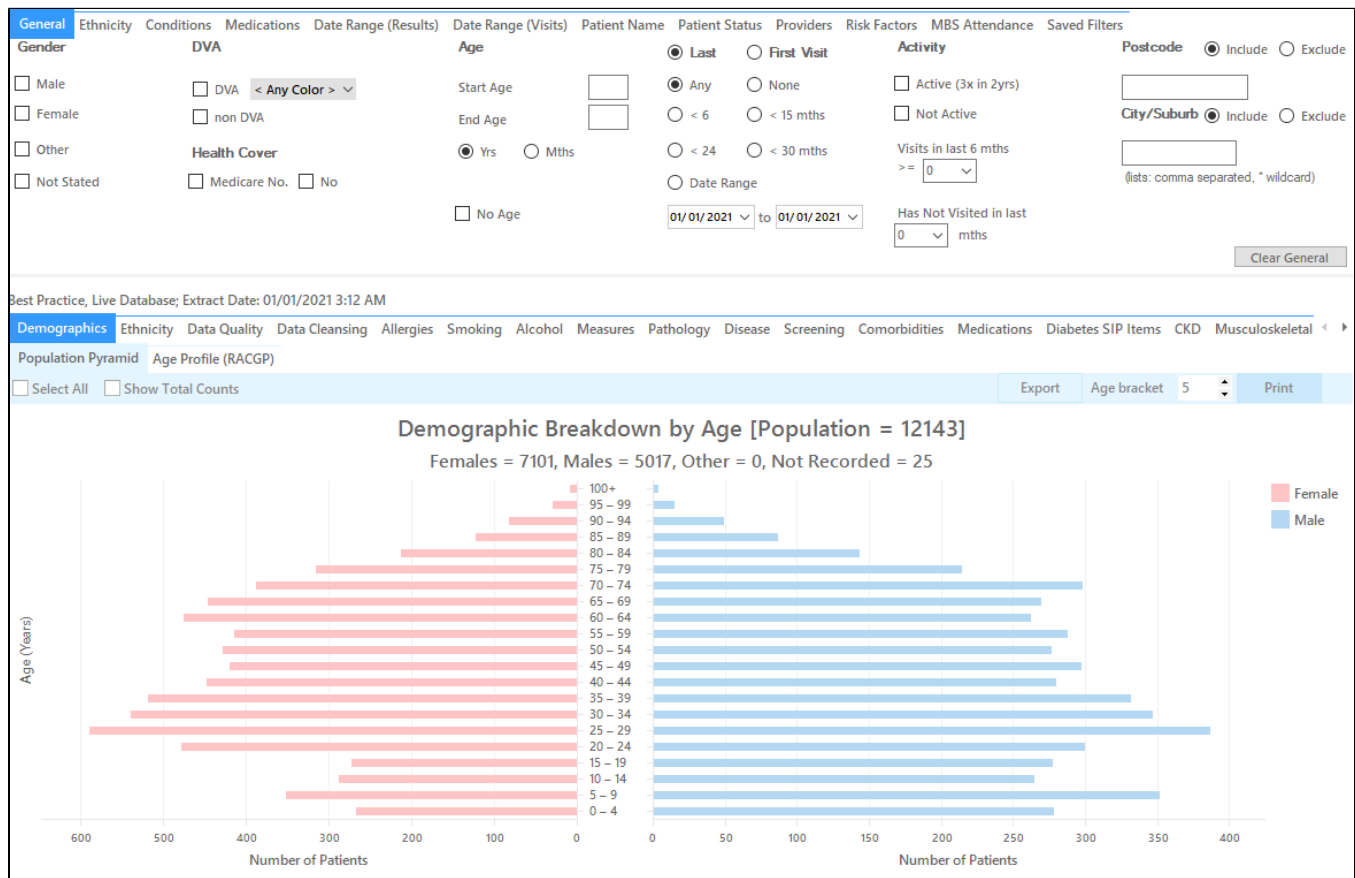 General Ethnicity Conditions Medications Date Range (Results) Date Range (Visits) Patient Name Patient Status Providers Risk Factors MBS Attendance Saved Filters
Gender DVA Age Last First Visit Activity Postcode Include Exclude
Male DVA < Any Color > Start Age Any None Active (3x in 2yrs)
Female non DVA End Age < 6 < 15 mths Not Active City/Suburb Include Exclude
Other Health Cover Yrs Mths < 24 < 30 mths Visits in last 6 mths
>= 0
Not Stated Medicare No. No Date Range (lists: comma separated, * wildcard)
No Age 01/01/2021 to 01/01/2021 Has Not Visited in last
0 mths
Clear General
Best Practice, Live Database; Extract Date: 01/01/2021 3:12 AM
Demographics Ethnicity Data Quality Data Cleansing Allergies Smoking Alcohol Measures Pathology Disease Screening Comorbidities Medications Diabetes SIP Items CKD Musculoskeletal
Population Pyramid Age Profile (RACGP)
Select All Show Total Counts Export Age bracket 5 Print
Demographic Breakdown by Age [Population = 12143]
Females = 7101, Males = 5017, Other = 0, Not Recorded = 25
100+
95 – 99 Female
90 – 94 Male
85 – 89
80 – 84
75 – 79
70 – 74
65 – 69
60 – 64
55 – 59
50 – 54
45 – 49
40 – 44
35 – 39
30 – 34
25 – 29
20 – 24
15 – 19
10 – 14
5 – 9
0 – 4
Age (Years)
600 500 400 300 200 100 0 0 50 100 150 200 250 300 350 400
Number of Patients Number of Patients